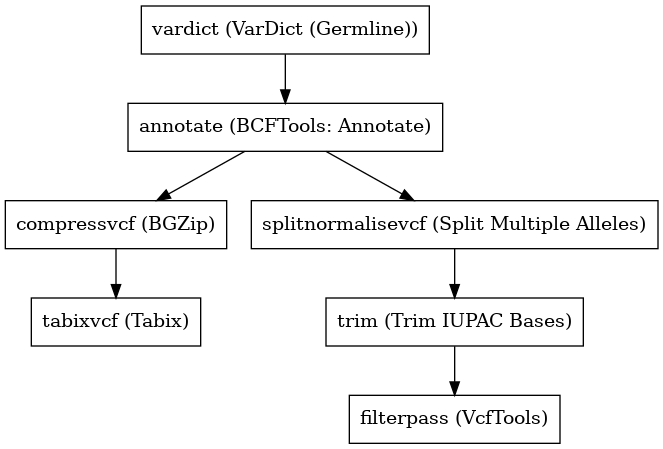 vardict (VarDict (Germline))
annotate (BCFTools: Annotate)
compressvcf (BGZip)
splitnormalisevcf (Split Multiple Alleles)
tabixvcf (Tabix)
trim (Trim IUPAC Bases)
filterpass (VcfTools)